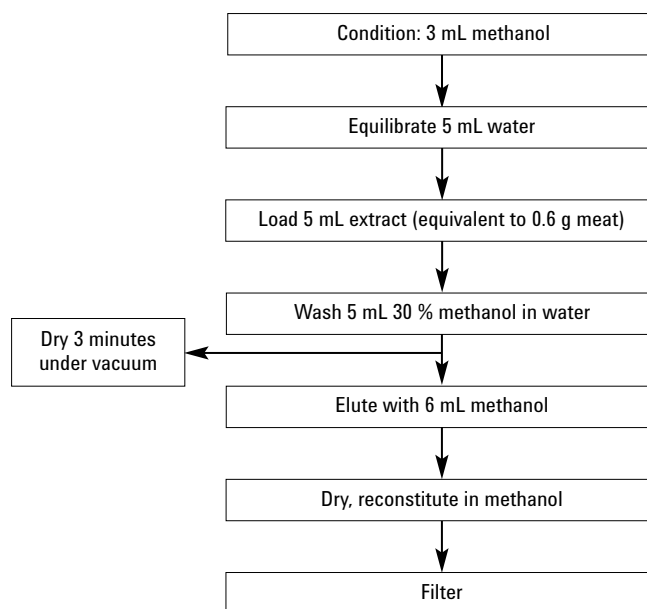 Condition: 3 mL methanol
Equilibrate 5 mL water
Load 5 mL extract (equivalent to 0.6 g meat)
Wash 5 mL 30 % methanol in water
Dry 3 minutes
under vacuum
Elute with 6 mL methanol
Dry, reconstitute in methanol
Filter